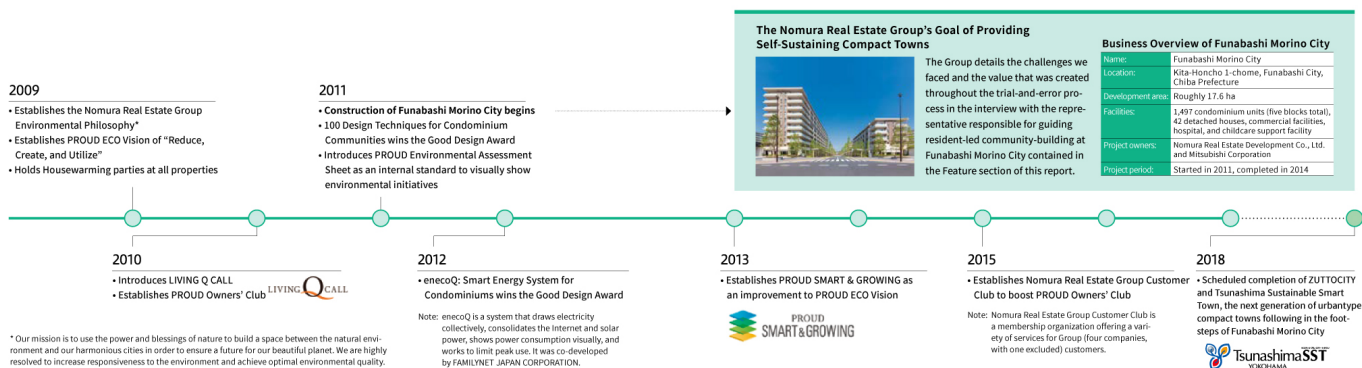 The Nomura Real Estate Group's Goal of Providing
Self-Sustaining Compact Towns
The Group details the challenges we
faced and the value that was created
throughout the trial-and-error pro-
cess in the interview with the repre-
sentative responsible for guiding
resident-led community-building at
Funabashi Morino City contained in
the Feature section of this report.
Business Overview of Funabashi Morino City
Name: Funabashi Morino City
Location: Kita-Honcho 1-chome, Funabashi City,
Chiba Prefecture
Development area: Roughly 17.6 ha
Facilities: 1,497 condominium units (five blocks total),
42 detached houses, commercial facilities,
hospital, and childcare support facility
Project owners: Nomura Real Estate Development Co., Ltd.
and Mitsubishi Corporation
Project period: Started in 2011, completed in 2014
2009
• Establishes the Nomura Real Estate Group
Environmental Philosophy*
• Establishes PROUD ECO Vision of “Reduce,
Create, and Utilize”
• Holds Housewarming parties at all properties
2011
• Construction of Funabashi Morino City begins
• 100 Design Techniques for Condominium
Communities wins the Good Design Award
• Introduces PROUD Environmental Assessment
Sheet as an internal standard to visually show
environmental initiatives
2010
• Introduces LIVING Q CALL
• Establishes PROUD Owners' Club
LIVING Q CALL
2012
• enecoQ: Smart Energy System for
Condominiums wins the Good Design Award
Note: enecoQ is a system that draws electricity
collectively, consolidates the Internet and solar
power, shows power consumption visually, and
works to limit peak use. It was co-developed
by FAMILYNET JAPAN CORPORATION.
2013
• Establishes PROUD SMART & GROWING as
an improvement to PROUD ECO Vision
PROUD
SMART & GROWING
2015
• Establishes Nomura Real Estate Group Customer
Club to boost PROUD Owners' Club
Note: Nomura Real Estate Group Customer Club is
a membership organization offering a vari-
ety of services for Group (four companies,
with one excluded) customers.
2018
• Scheduled completion of ZUTTOCITY
and Tsunashima Sustainable Smart
Town, the next generation of urbantype
compact towns following in the foot-
steps of Funabashi Morino City
Tsunashima SST
YOKOHAMA
* Our mission is to use the power and blessings of nature to build a space between the natural envi-
ronment and our harmonious cities in order to ensure a future for our beautiful planet. We are highly
resolved to increase responsiveness to the environment and achieve optimal environmental quality.